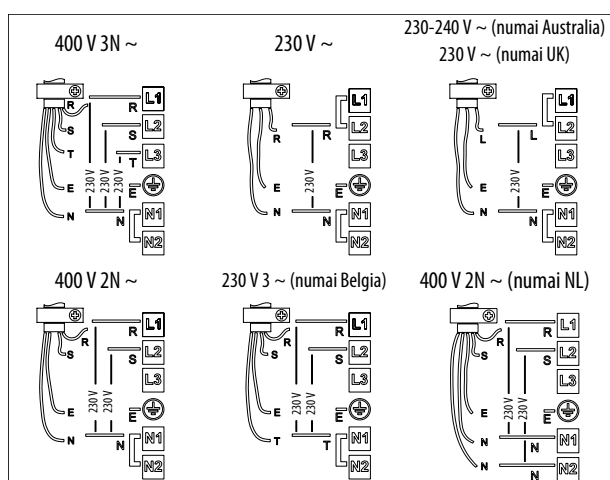 400 V 3N ~
R
S
T
E
N
230 V
230 V
230 V
R
S
T
E
N
L1
L2
L3
N1
N2
230 V ~
R
E
N
230 V
R
E
N
L1
L2
L3
N1
N2
230-240 V ~ (numai Australia)
230 V ~ (numai UK)
L
E
N
230 V
L
E
N
L1
L2
L3
N1
N2
400 V 2N ~
R
S
E
N
230 V
230 V
R
S
E
N
L1
L2
L3
N1
N2
230 V 3 ~ (numai Belgia)
R
S
E
T
230 V
230 V
R
S
E
T
L1
L2
L3
N1
N2
400 V 2N ~ (numai NL)
R
S
E
N
N
230 V
230 V
R
S
E
N
N
L1
L2
L3
N1
N2